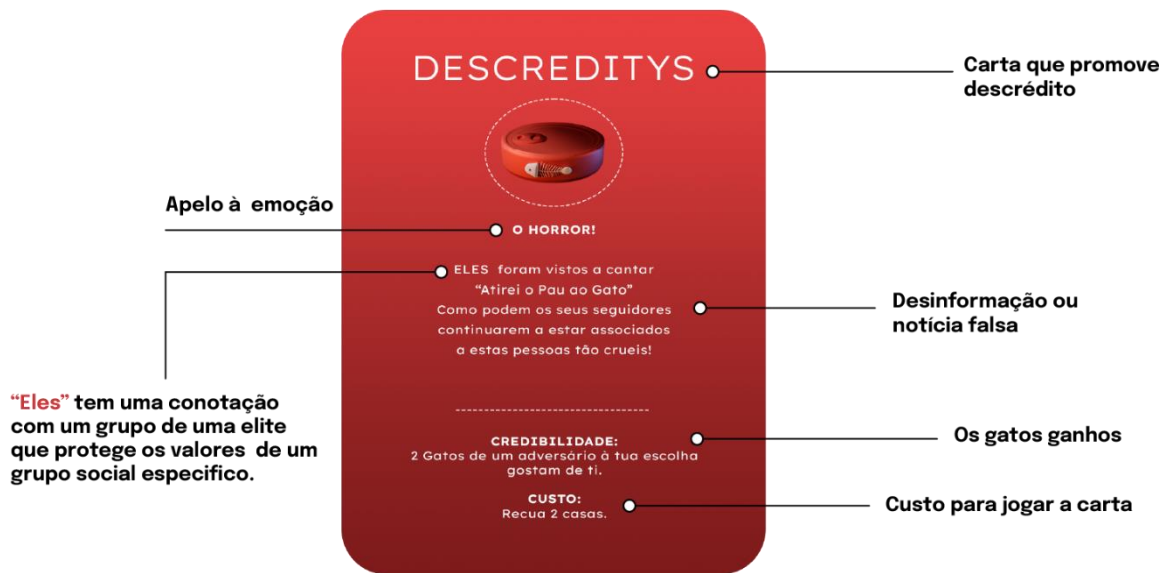 DESCREDITYS
Carta que promove
descrédito
Apelo à emoção
O HORROR!
ELES foram vistos a cantar
“Atirei o Pau ao Gato”
Como podem os seus seguidores
continuarem a estar associados
a estas pessoas tão crueis!
Desinformação ou
notícia falsa
“Eles” tem uma conotação
com um grupo de uma elite
que protege os valores de um
grupo social especifico.
CREDIBILIDADE:
2 Gatos de um adversário à tua escolha
gostam de ti.
Os gatos ganhos
CUSTO:
Recua 2 casas.
Custo para jogar a carta